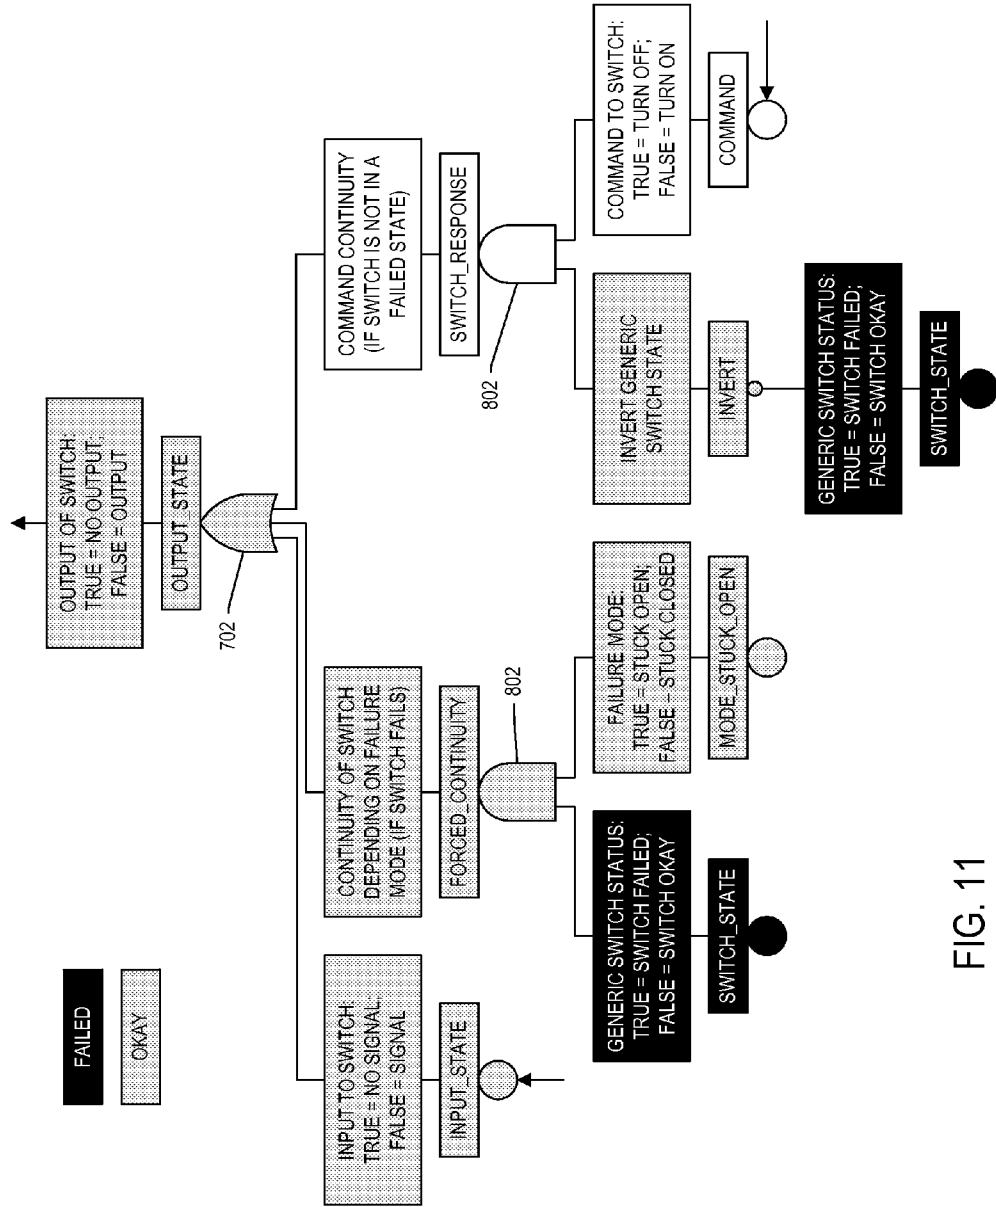 FAILED
OKAY
OUTPUT OF SWITCH:
TRUE = NO OUTPUT;
FALSE = OUTPUT
OUTPUT_STATE
702
INPUT TO SWITCH:
TRUE = NO SIGNAL;
FALSE = SIGNAL
INPUT_STATE
CONTINUITY OF SWITCH
DEPENDING ON FAILURE
MODE (IF SWITCH FAILS)
FORCED_CONTINUITY
802
COMMAND CONTINUITY
(IF SWITCH IS NOT IN A
FAILED STATE)
SWITCH_RESPONSE
802
GENERIC SWITCH STATUS:
TRUE = SWITCH FAILED;
FALSE = SWITCH OKAY
SWITCH_STATE
FAILURE MODE:
TRUE = STUCK OPEN;
FALSE – STUCK CLOSED
MODE_STUCK_OPEN
INVERT GENERIC
SWITCH STATE
INVERT
COMMAND TO SWITCH:
TRUE = TURN OFF;
FALSE = TURN ON
COMMAND
GENERIC SWITCH STATUS:
TRUE = SWITCH FAILED;
FALSE = SWITCH OKAY
SWITCH_STATE
FIG. 11